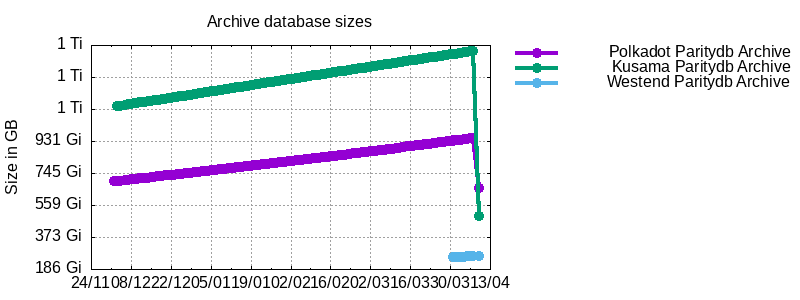 Archive database sizes
1 Ti
1 Ti
1 Ti
931 Gi
745 Gi
559 Gi
373 Gi
186 Gi
Size in GB
24/11 08/12 22/12 05/01 19/01 02/02 16/02 02/03 16/03 30/03 13/04
Polkadot Paritydb Archive
Kusama Paritydb Archive
Westend Paritydb Archive